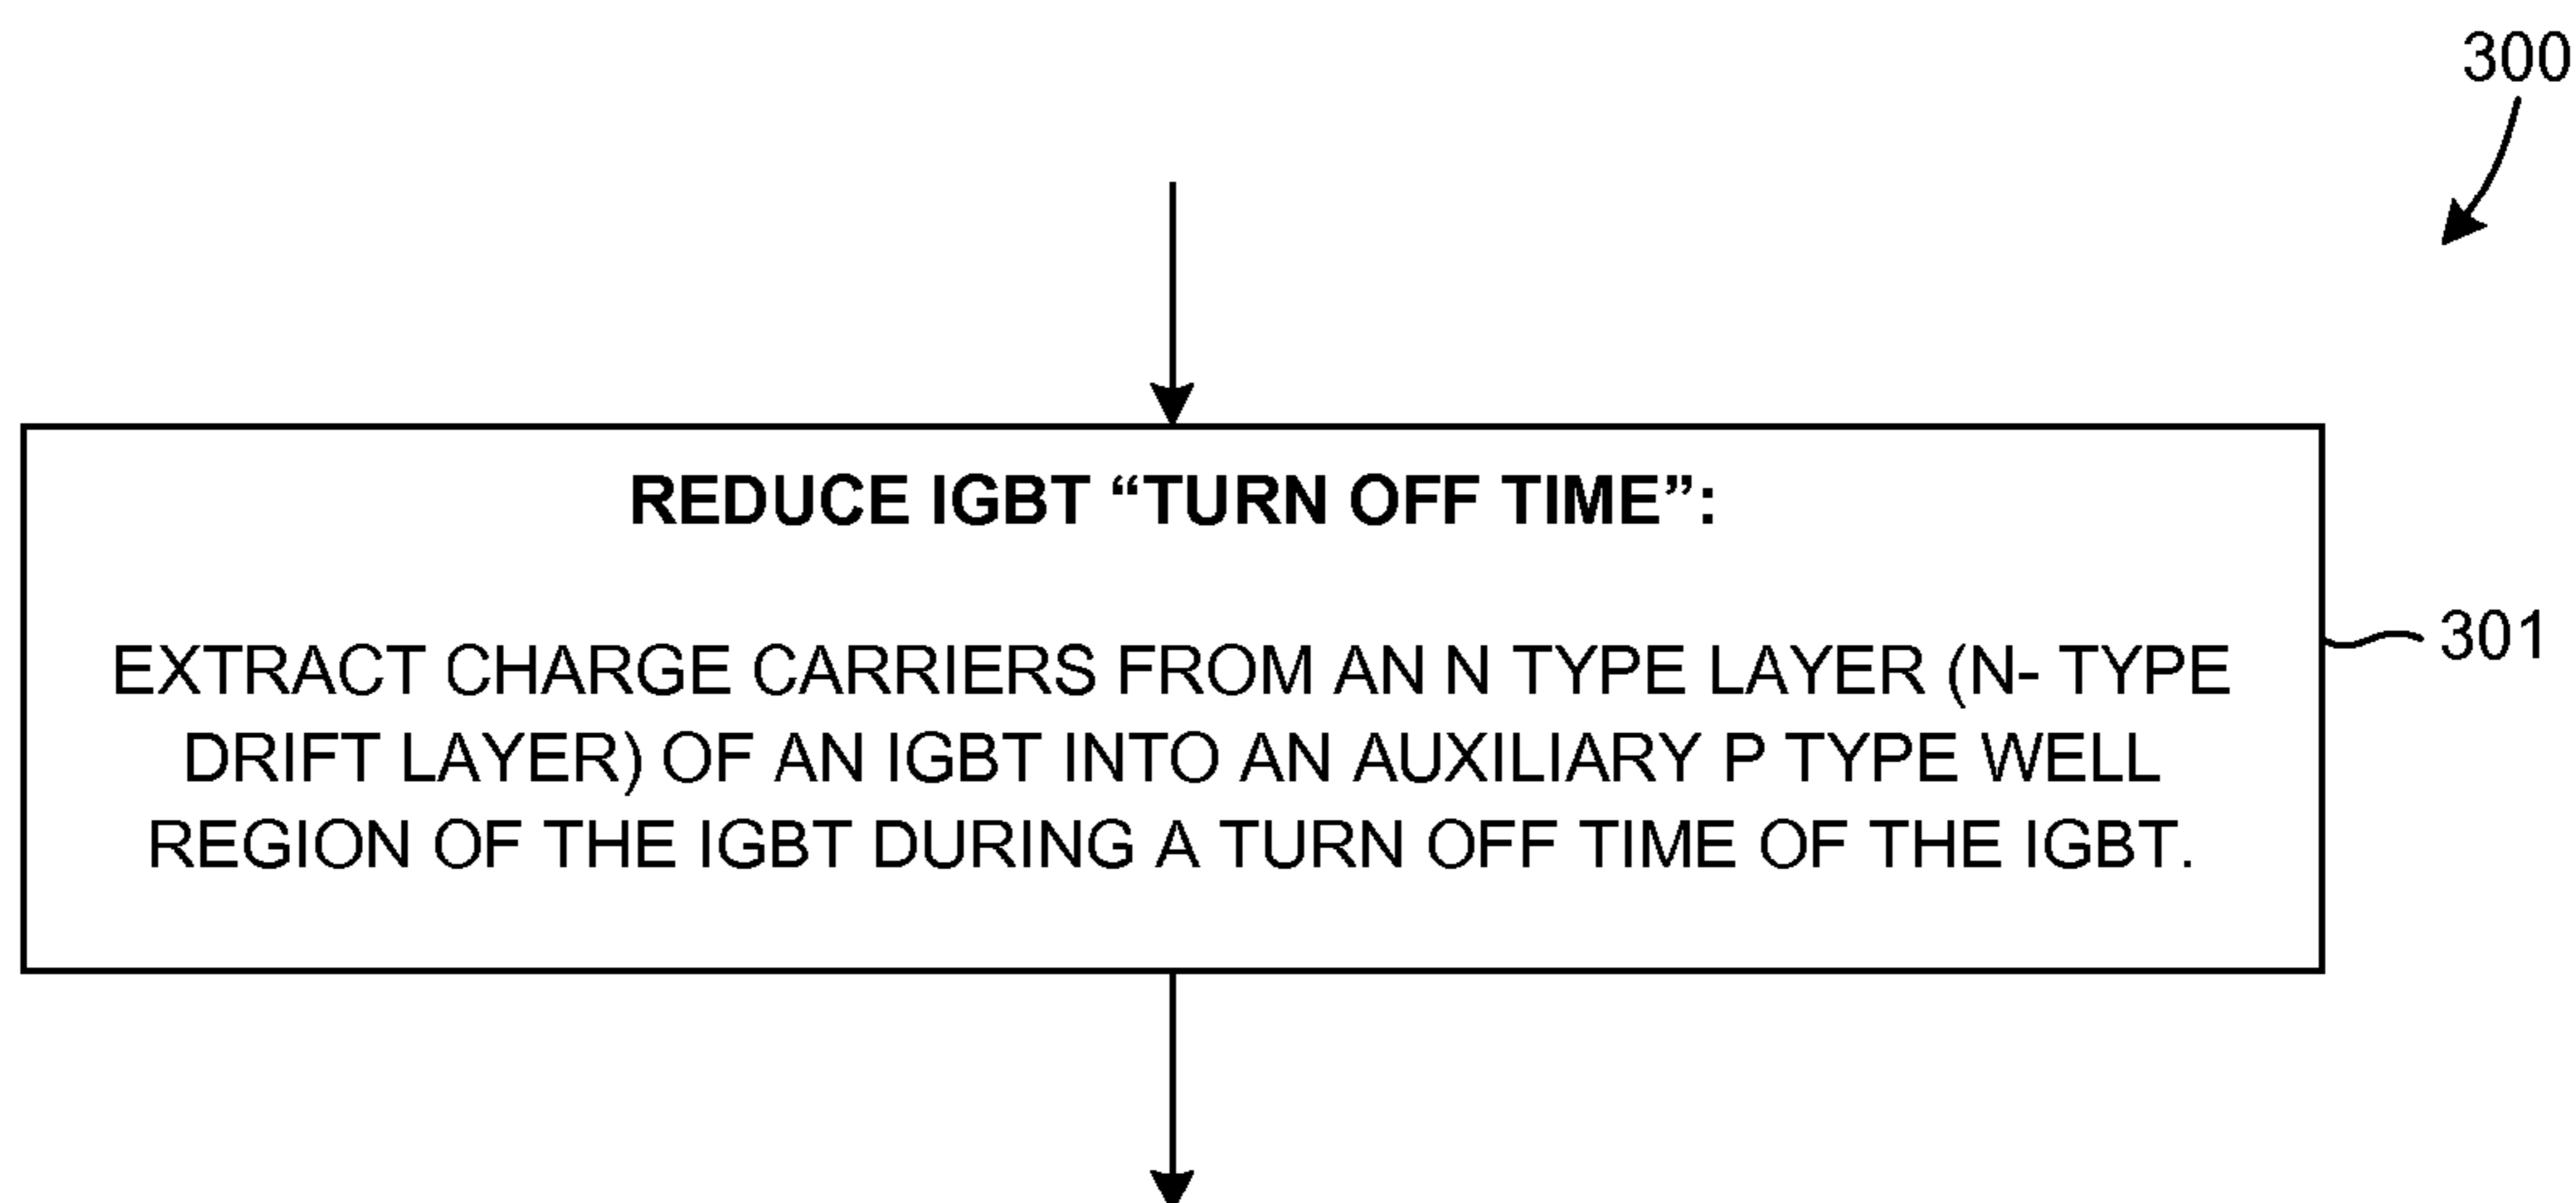 300
REDUCE IGBT “TURN OFF TIME”:
EXTRACT CHARGE CARRIERS FROM AN N TYPE LAYER (N- TYPE
DRIFT LAYER) OF AN IGBT INTO AN AUXILIARY P TYPE WELL
REGION OF THE IGBT DURING A TURN OFF TIME OF THE IGBT.
301